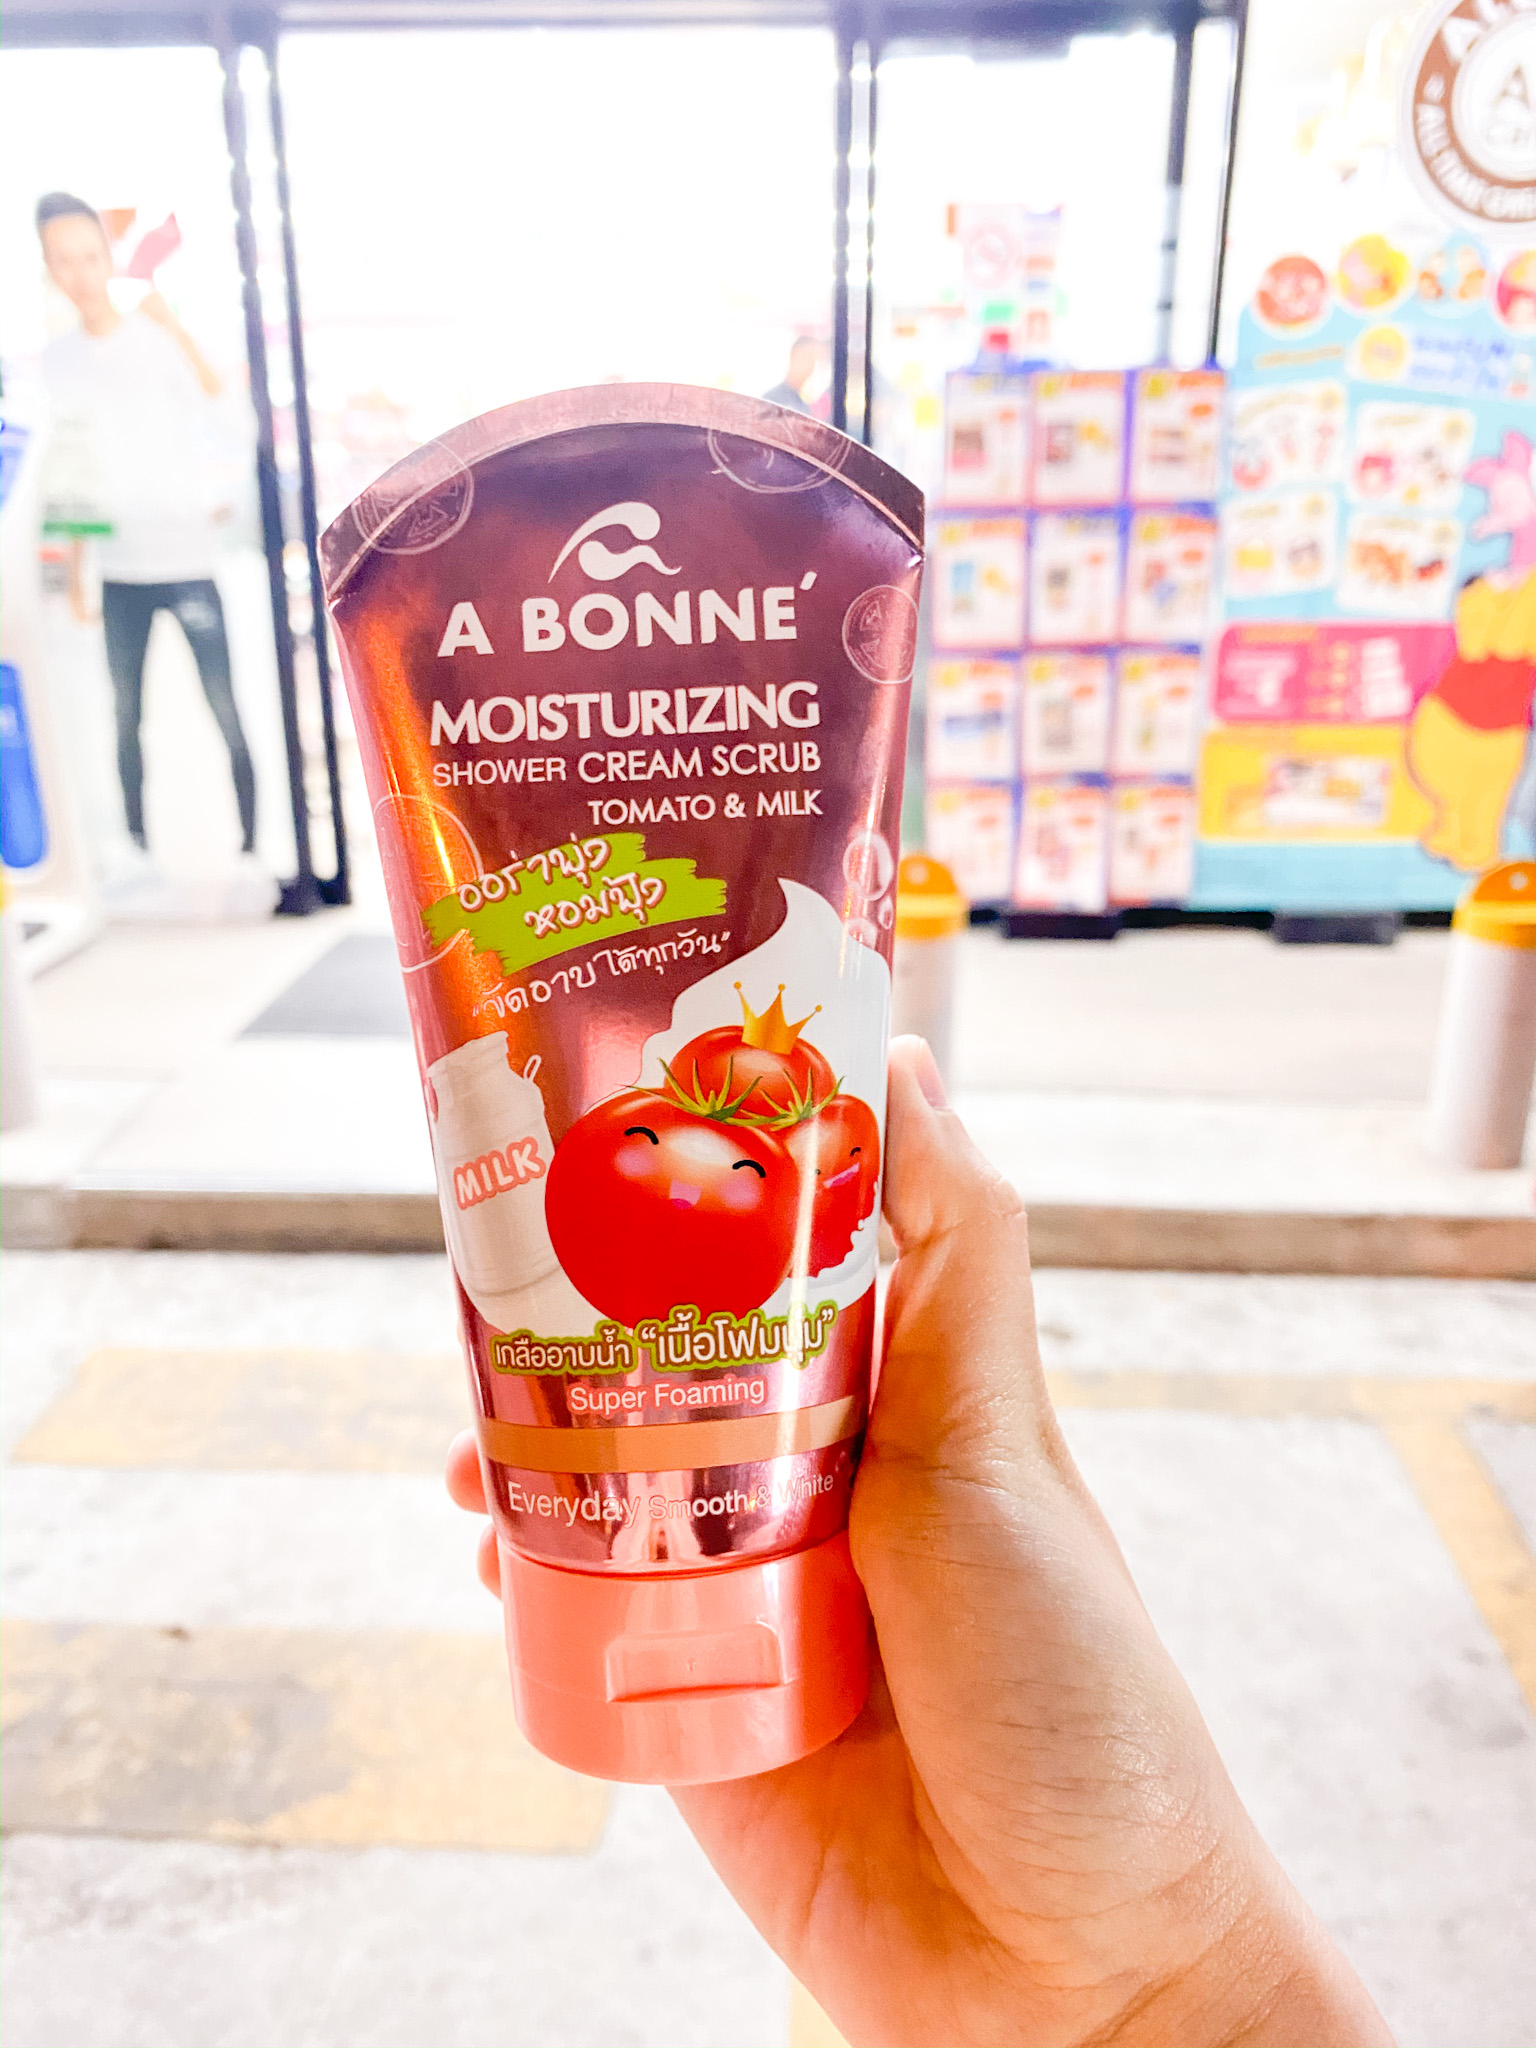 A BONNÉ
MOISTURIZING
SHOWER CREAM SCRUB
TOMATO & MILK
ออร่าพุ่ง
หอมฟุ้ง
"ขัดอาบได้ทุกวัน"
MILK
เกลืออาบน้ำ "เนื้อโฟมนุ่ม"
Super Foaming
Everyday Smooth & White